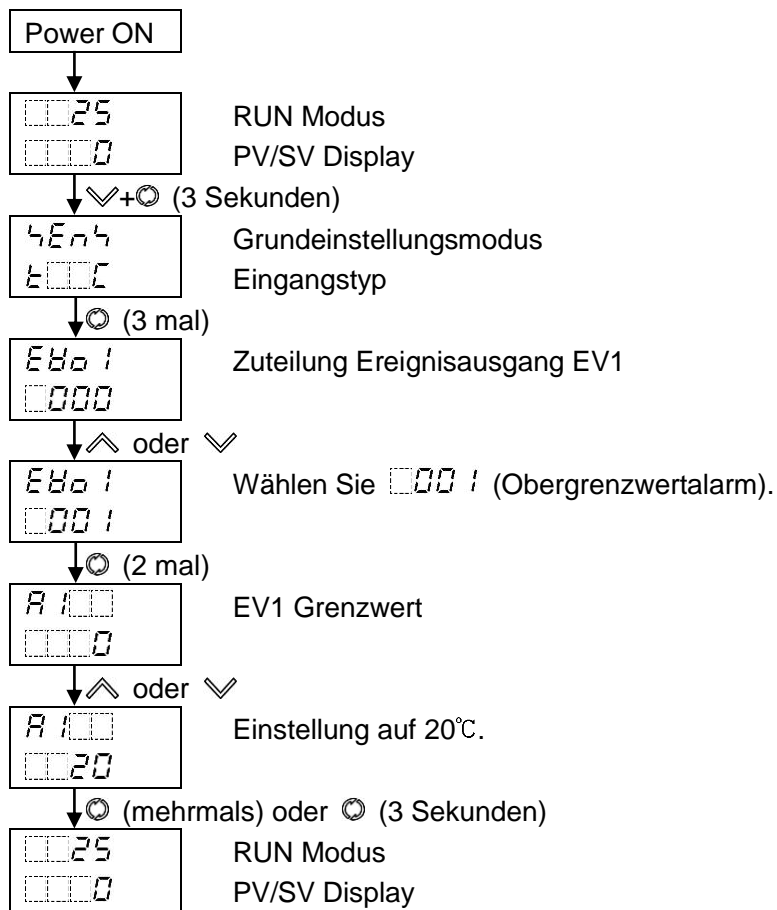 Power ON
25 RUN Modus
0 PV/SV Display
+ (3 Sekunden)
SEnS Grundeinstellungsmodus
t C Eingangstyp
(3 mal)
EVo1 Zuteilung Ereignisausgang EV1
000
oder
EVo1 Wählen Sie 001 (Obergrenzwertalarm).
001
(2 mal)
A1 EV1 Grenzwert
0
oder
A1 Einstellung auf 20℃.
20
(mehrmals) oder (3 Sekunden)
25 RUN Modus
0 PV/SV Display